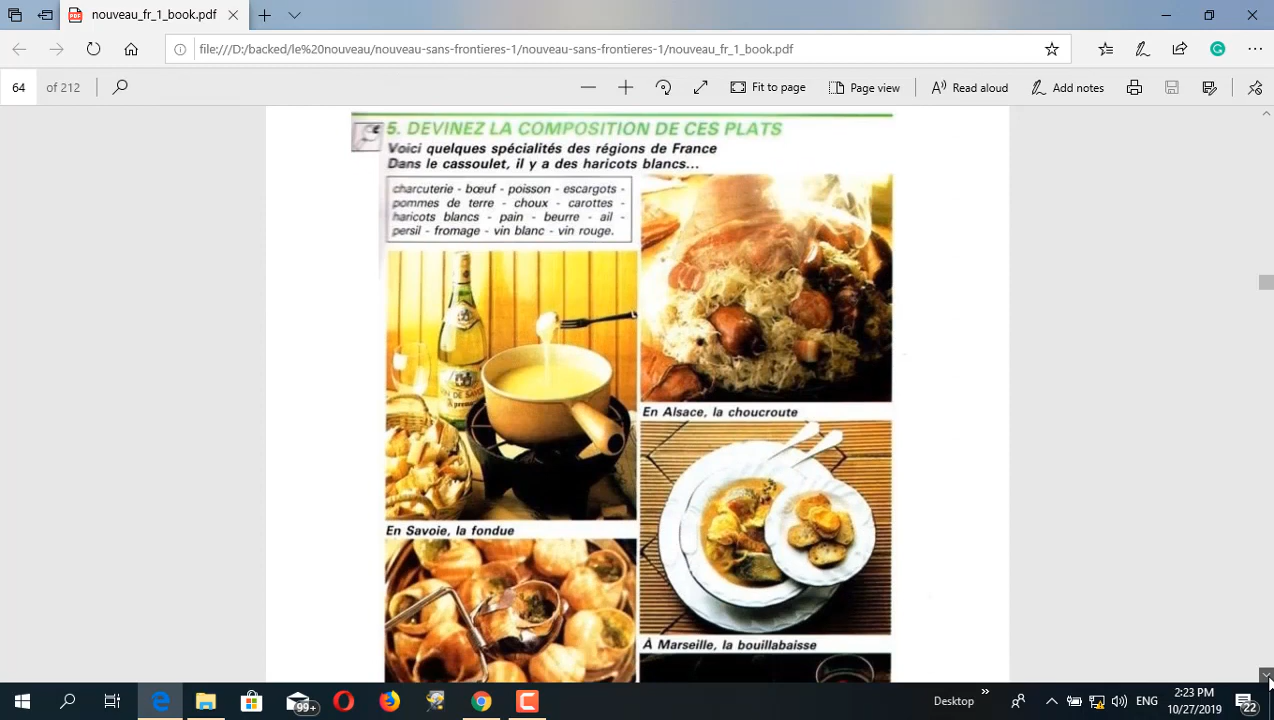 nouveau_fr_1_book.pdf
file:///D:/backed/le%20nouveau/nouveau-sans-frontieres-1/nouveau-sans-frontieres-1/nouveau_fr_1_book.pdf
64 of 212
Fit to page
Page view
Read aloud
Add notes
5. DEVINEZ LA COMPOSITION DE CES PLATS
Voici quelques spécialités des régions de France
Dans le cassoulet, il y a des haricots blancs...
charcuterie - bœuf - poisson - escargots -
pommes de terre - choux - carottes -
haricots blancs - pain - beurre - ail -
persil - fromage - vin blanc - vin rouge.
En Alsace, la choucroute
DE SAVOIE
En Savoie, la fondue
À Marseille, la bouillabaisse
99+
Desktop
ENG
2:23 PM
10/27/2019
22